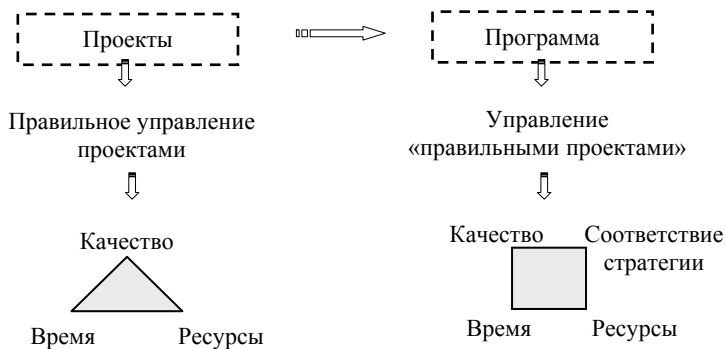 Проекты
Программа
Правильное управление
проектами
Управление
«правильными проектами»
Качество
Время
Ресурсы
Качество
Соответствие
стратегии
Время
Ресурсы